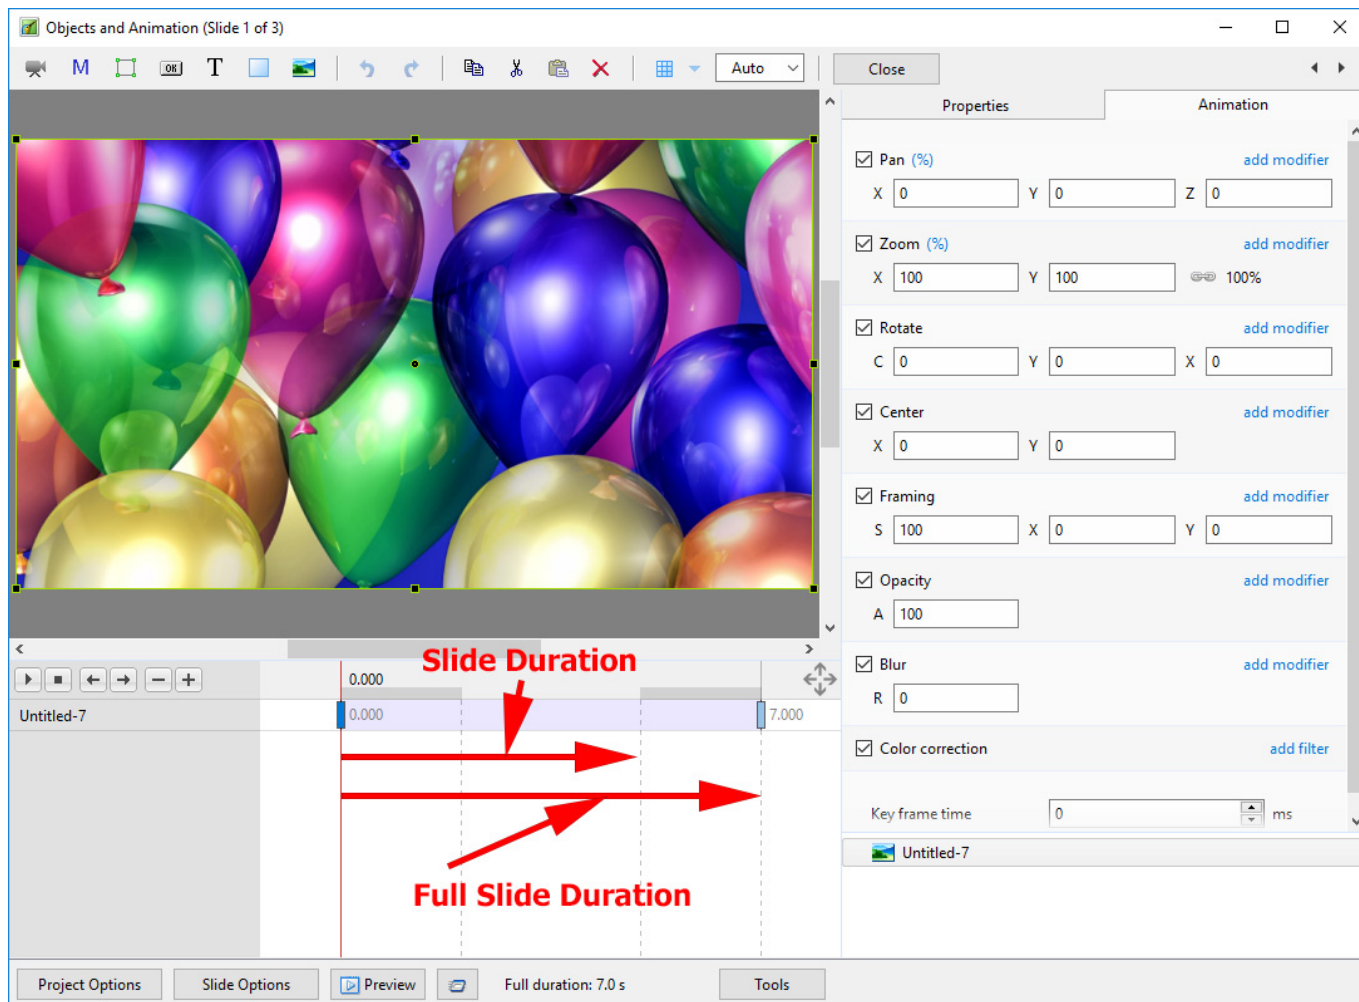 Objects and Animation (Slide 1 of 3)
M OK T Auto Close
Properties Animation
Pan (%) add modifier
X 0 Y 0 Z 0
Zoom (%) add modifier
X 100 Y 100 100%
Rotate add modifier
C 0 Y 0 X 0
Center add modifier
X 0 Y 0
Framing add modifier
S 100 X 0 Y 0
Opacity add modifier
A 100
Blur add modifier
R 0
Color correction add filter
Key frame time 0 ms
Untitled-7
Slide Duration
0.000
Untitled-7 0.000 7.000
Full Slide Duration
Project Options Slide Options Preview Full duration: 7.0 s Tools